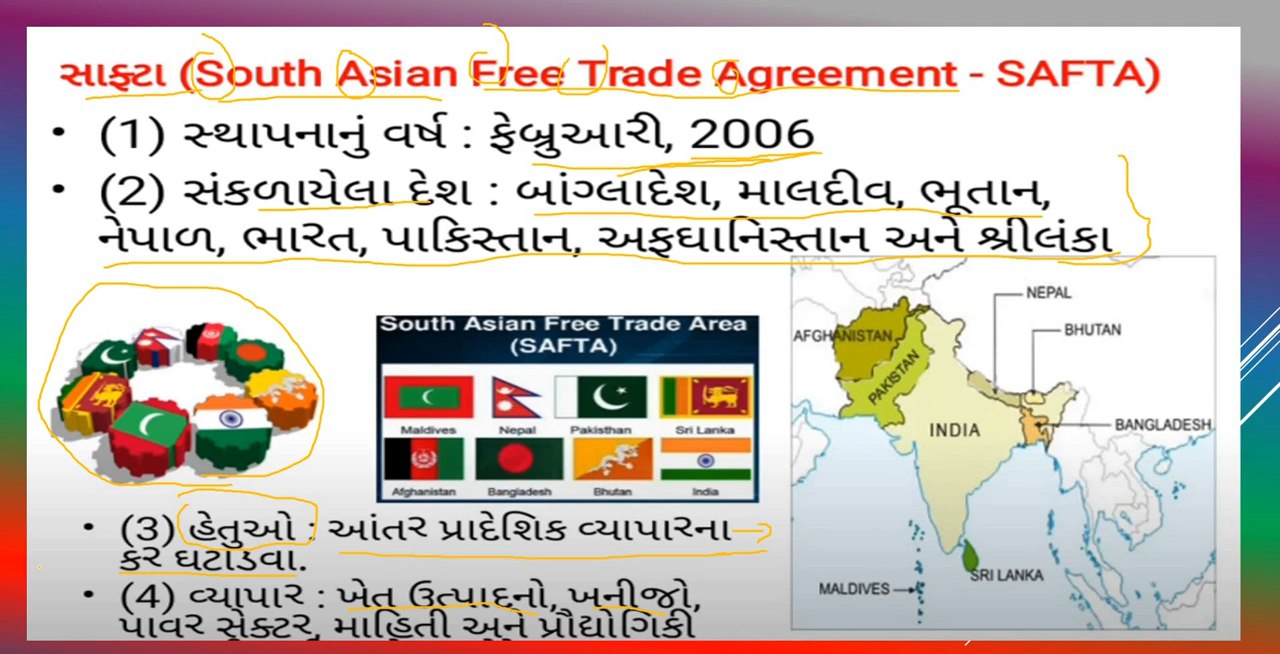 સાફ્ટા (South Asian Free Trade Agreement - SAFTA)
• (1) સ્થાપનાનું વર્ષ : ફેબ્રુઆરી, 2006
• (2) સંકળાયેલા દેશ : બાંગ્લાદેશ, માલદીવ, ભૂતાન,
નેપાળ, ભારત, પાકિસ્તાન, અફઘાનિસ્તાન અને શ્રીલંકા
South Asian Free Trade Area
(SAFTA)
Maldives Nepal Pakisthan Sri Lanka
Afghanistan Bangladesh Bhutan India
NEPAL
BHUTAN
AFGHANISTAN
PAKISTAN
BANGLADESH
INDIA
SRI LANKA
MALDIVES
• (3) હેતુઓ : આંતર પ્રાદેશિક વ્યાપારના
કર ઘટાડવા.
• (4) વ્યાપાર : ખેત ઉત્પાદનો, ખનીજો,
પાવર સેક્ટર, માહિતી અને પ્રૌદ્યોગિકી